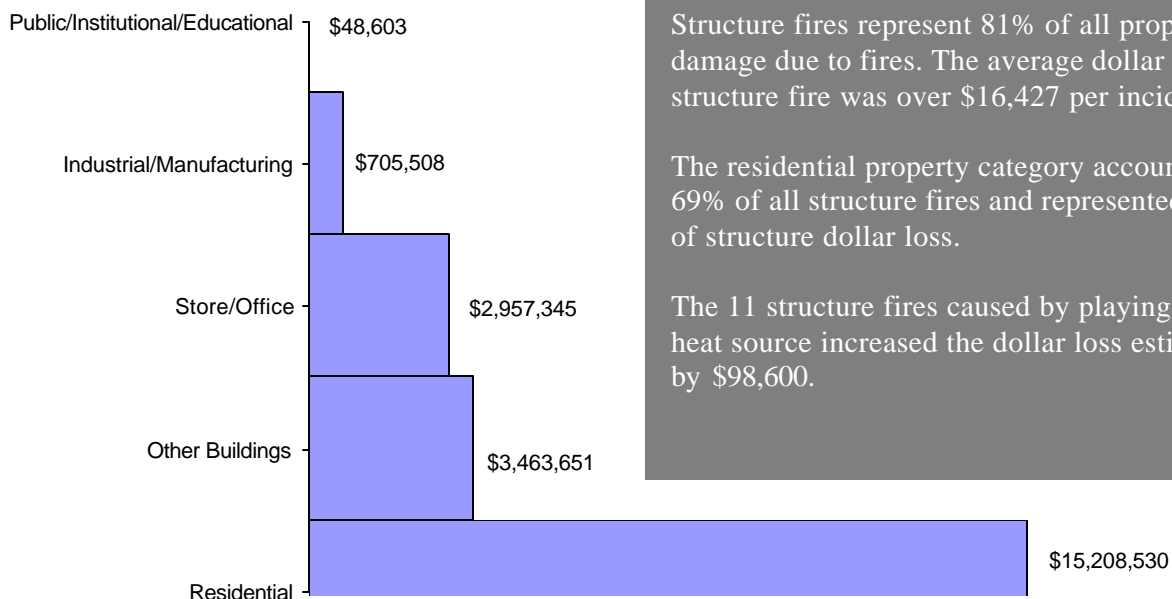 Public/Institutional/Educational
$48,603
Industrial/Manufacturing
$705,508
Store/Office
$2,957,345
Other Buildings
$3,463,651
Residential
$15,208,530
Structure fires represent 81% of all
damage due to fires. The average dollar
structure fire was over $16,427 per
The residential property category
69% of all structure fires and represented
of structure dollar loss.
The 11 structure fires caused by playing
heat source increased the dollar loss
by $98,600.